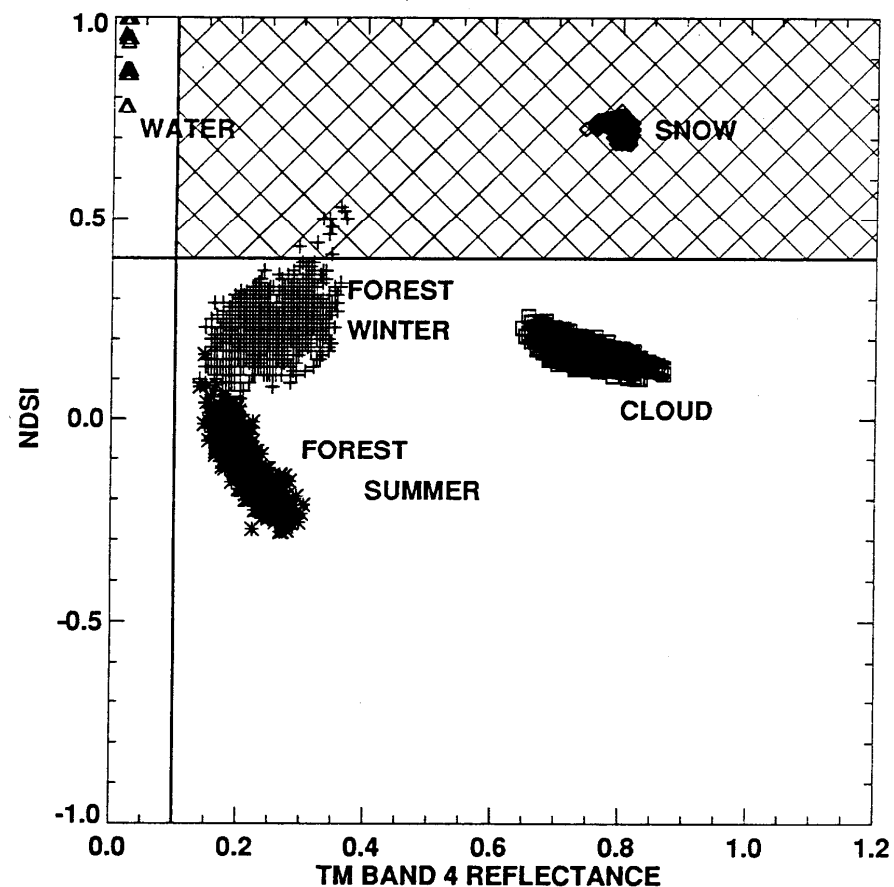 1.0
WATER
SNOW
0.5
FOREST
WINTER
NDSI
0.0
CLOUD
FOREST
SUMMER
-0.5
-1.0
0.0 0.2 0.4 0.6 0.8 1.0 1.2
TM BAND 4 REFLECTANCE